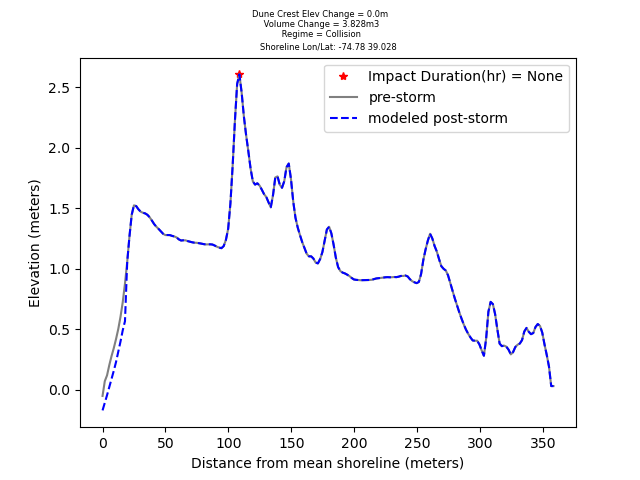 Dune Crest Elev Change = 0.0m
Volume Change = 3.828m3
Regime = Collision
Shoreline Lon/Lat: -74.78 39.028
Impact Duration(hr) = None
pre-storm
modeled post-storm
Elevation (meters)
2.5
2.0
1.5
1.0
0.5
0.0
0 50 100 150 200 250 300 350
Distance from mean shoreline (meters)